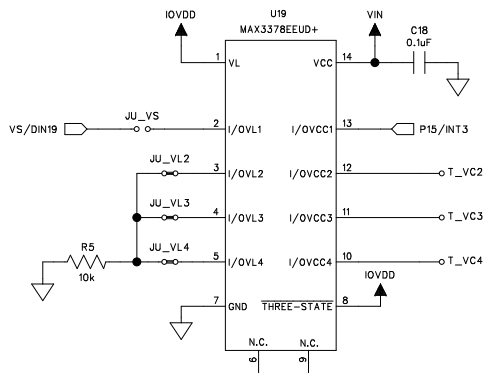 U19
IOVDD
MAX3378EEUD+
VIN
C18
0.1uF
1 VL
VCC 14
VS/DIN19
JU_VS
2 I/OVL1
I/OVCC1 13
P15/INT3
JU_VL2
3 I/OVL2
I/OVCC2 12
T_VC2
JU_VL3
4 I/OVL3
I/OVCC3 11
T_VC3
R5
10k
JU_VL4
5 I/OVL4
I/OVCC4 10
T_VC4
IOVDD
7 GND
THREE-STATE 8
N.C. N.C.
6 9